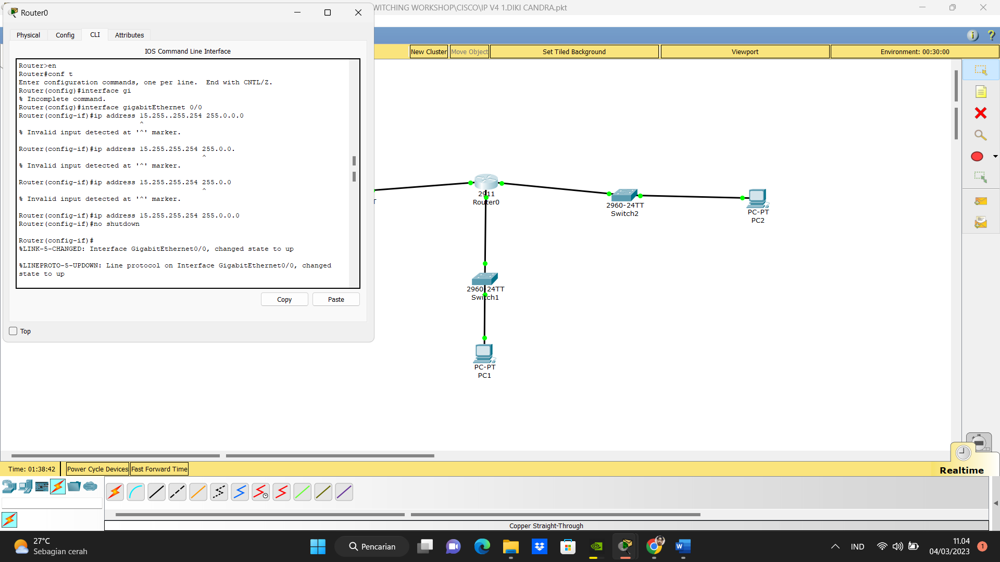 Router0
WITCHING WORKSHOP\CISCO\IP V4 1.DIKI CANDRA.pkt
Physical
Config
CLI
Attributes
IOS Command Line Interface
Router>en
Router#conf t
Enter configuration commands, one per line.  End with CNTL/Z.
Router(config)#interface gi
% Incomplete command.
Router(config)#interface gigabitEthernet 0/0
Router(config-if)#ip address 15.255..255.254 255.0.0.0
^
% Invalid input detected at '^' marker.
Router(config-if)#ip address 15.255.255.254 255.0.0.
^
% Invalid input detected at '^' marker.
Router(config-if)#ip address 15.255.255.254 255.0.0
^
% Invalid input detected at '^' marker.
Router(config-if)#ip address 15.255.255.254 255.0.0.0
Router(config-if)#no shutdown
Router(config-if)#
%LINK-5-CHANGED: Interface GigabitEthernet0/0, changed state to up
%LINEPROTO-5-UPDOWN: Line protocol on Interface GigabitEthernet0/0, changed
state to up
Copy
Paste
Top
New Cluster
Move Object
Set Tiled Background
Viewport
Environment: 00:30:00
T
2911
Router0
2960-24TT
Switch2
PC-PT
PC2
2960-24TT
Switch1
PC-PT
PC1
Time: 01:38:42
Power Cycle Devices
Fast Forward Time
Realtime
Copper Straight-Through
27°C
Sebagian cerah
Pencarian
IND
11.04
04/03/2023
1